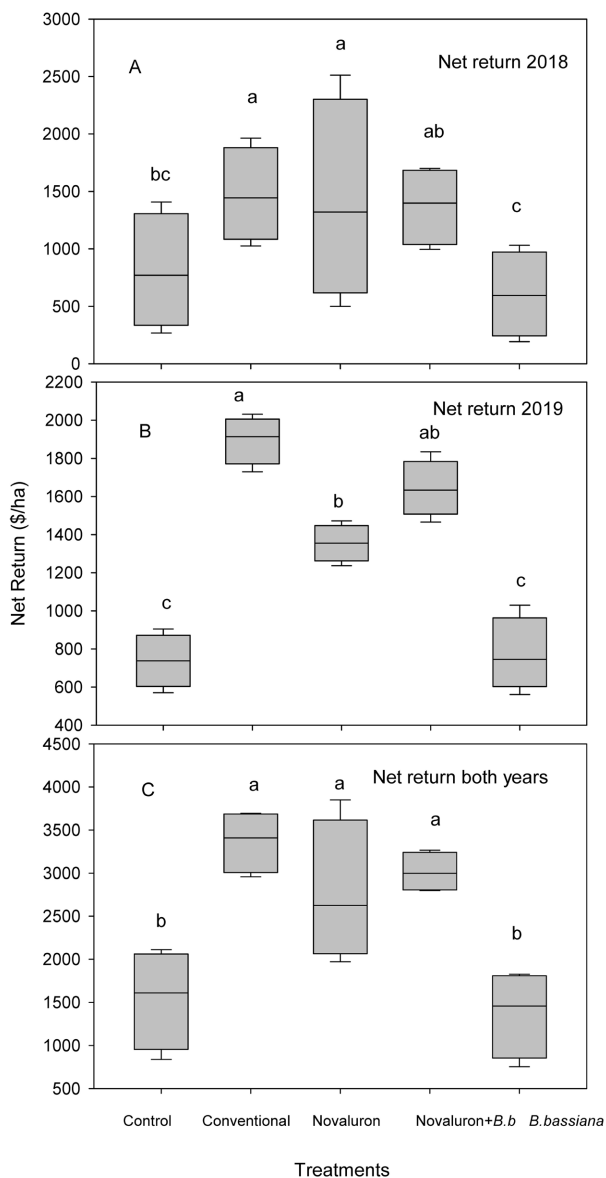 3000
2500
2000
1500
1000
500
0
A
Net return 2018
bc
a
a
ab
c
2200
2000
1800
1600
1400
1200
1000
800
600
400
B
Net return 2019
c
a
b
ab
c
Net Return ($/ha)
4500
4000
3500
3000
2500
2000
1500
1000
500
C
Net return both years
b
a
a
a
b
Control Conventional Novaluron Novaluron+B.b B.bassiana
Treatments